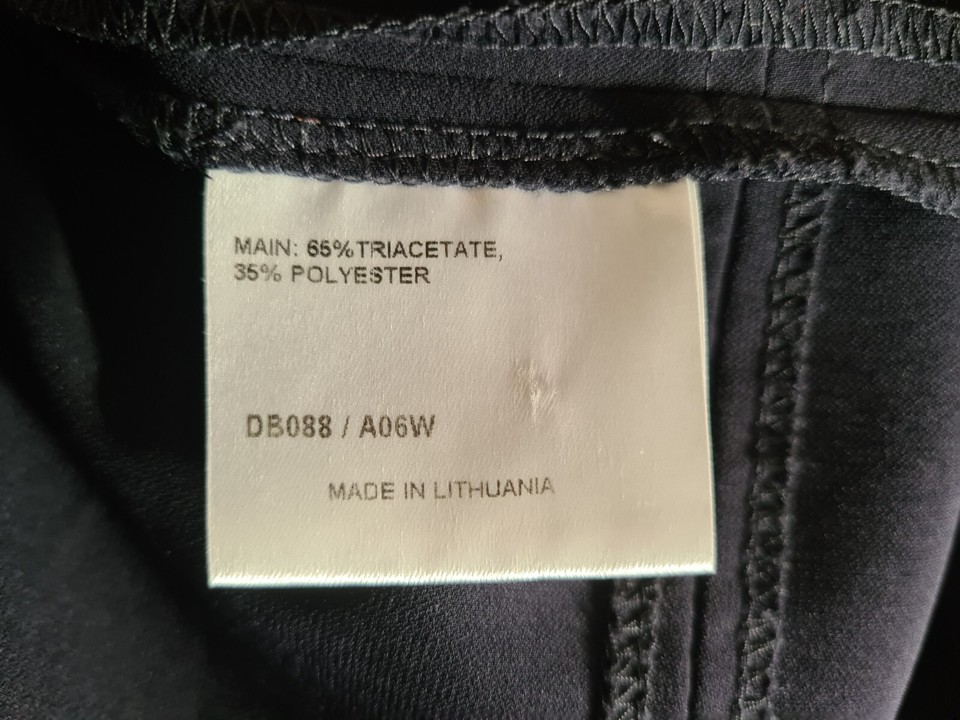 MAIN: 65%TRIACETATE,
35% POLYESTER
DB088 / A06W
MADE IN LITHUANIA